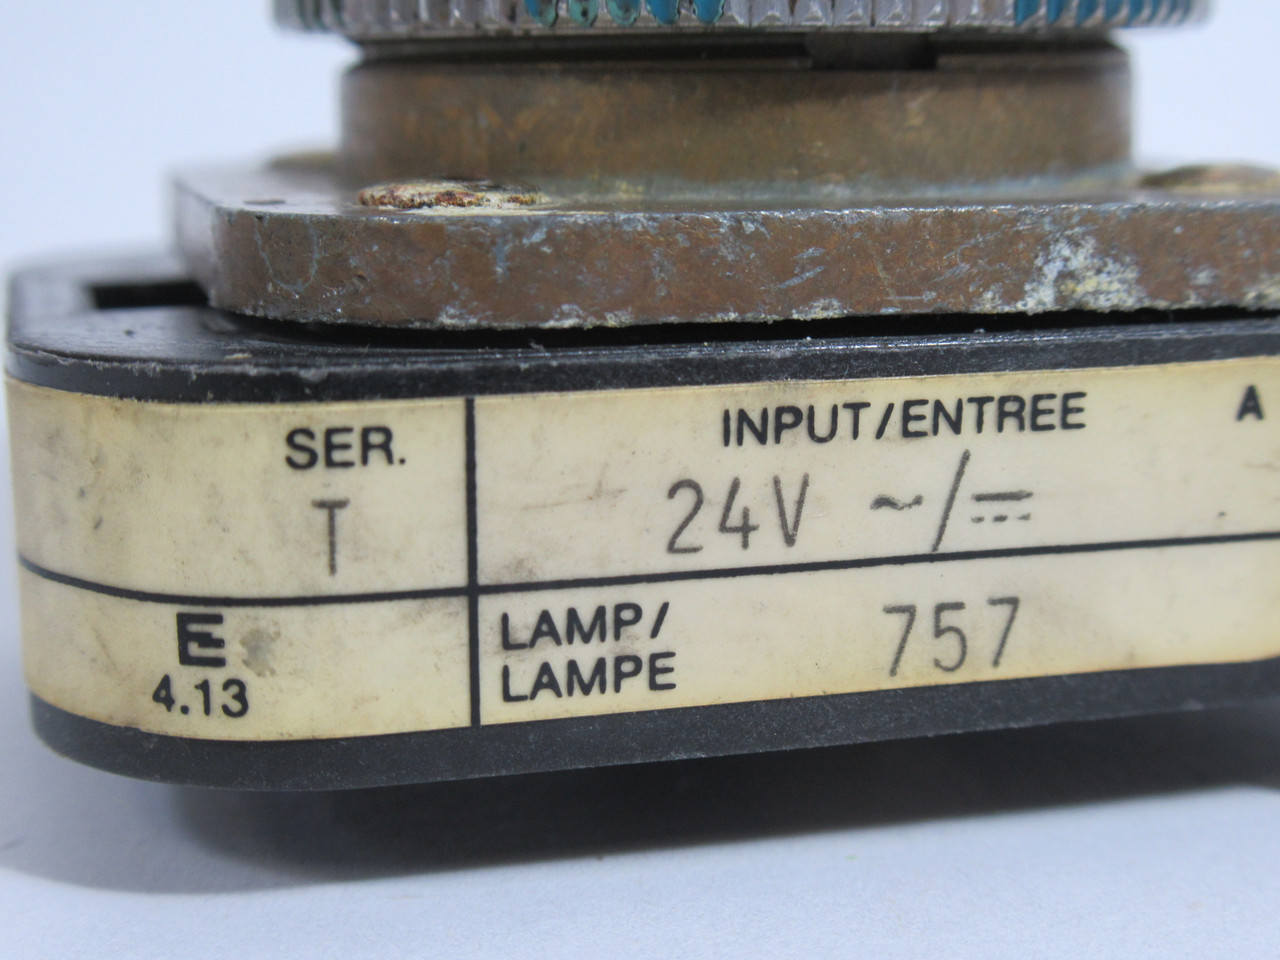 SER.
T
INPUT/ENTREE
24V ~/⎓
A
E
4.13
LAMP/
LAMPE
757